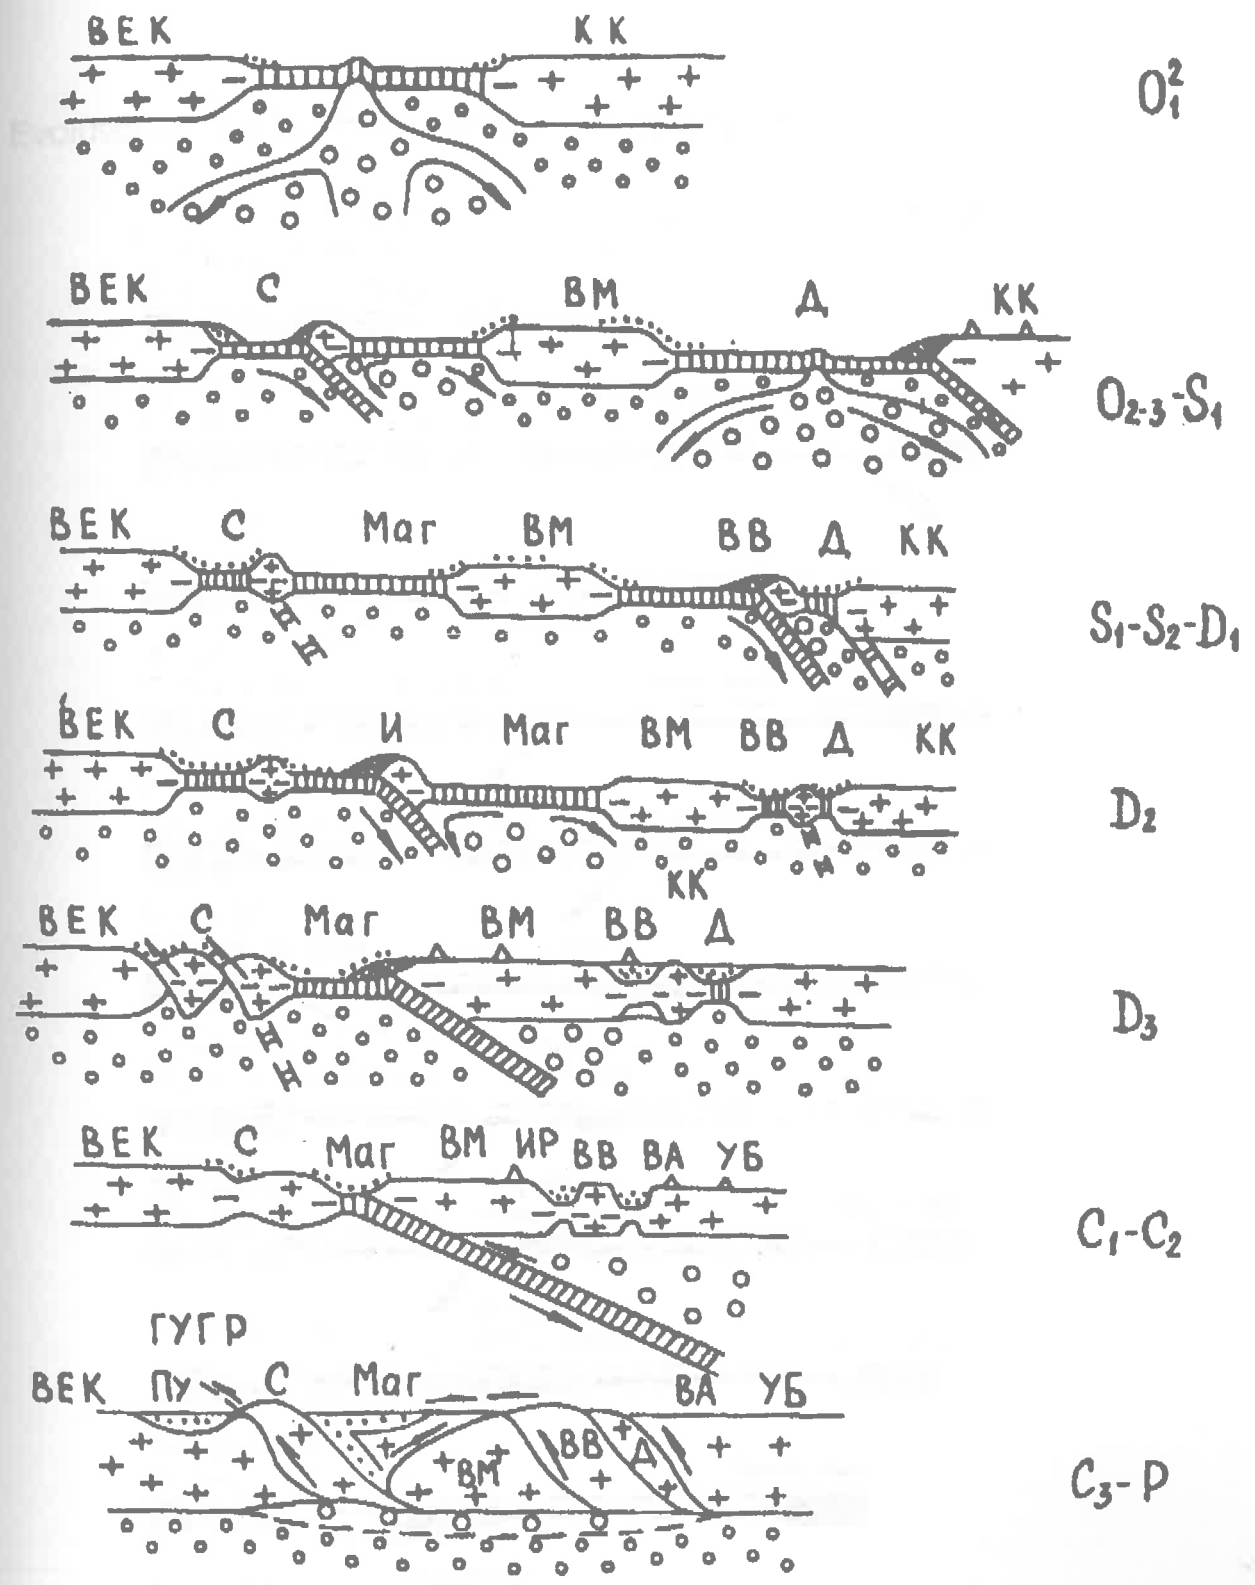 ВЕК КК
O₁²
ВЕК С ВМ Д КК
O₂₋₃-S₁
ВЕК С Маг ВМ ВВ Д КК
S₁-S₂-D₁
ВЕК С И Маг ВМ ВВ Д КК
D₂
КК
ВЕК С Маг ВМ ВВ Д
D₃
ВЕК С Маг ВМ ИР ВВ ВА УБ
C₁-C₂
ГУГР
ВЕК ПУ С Маг ВА УБ
ВМ ВВ Д
C₃-P